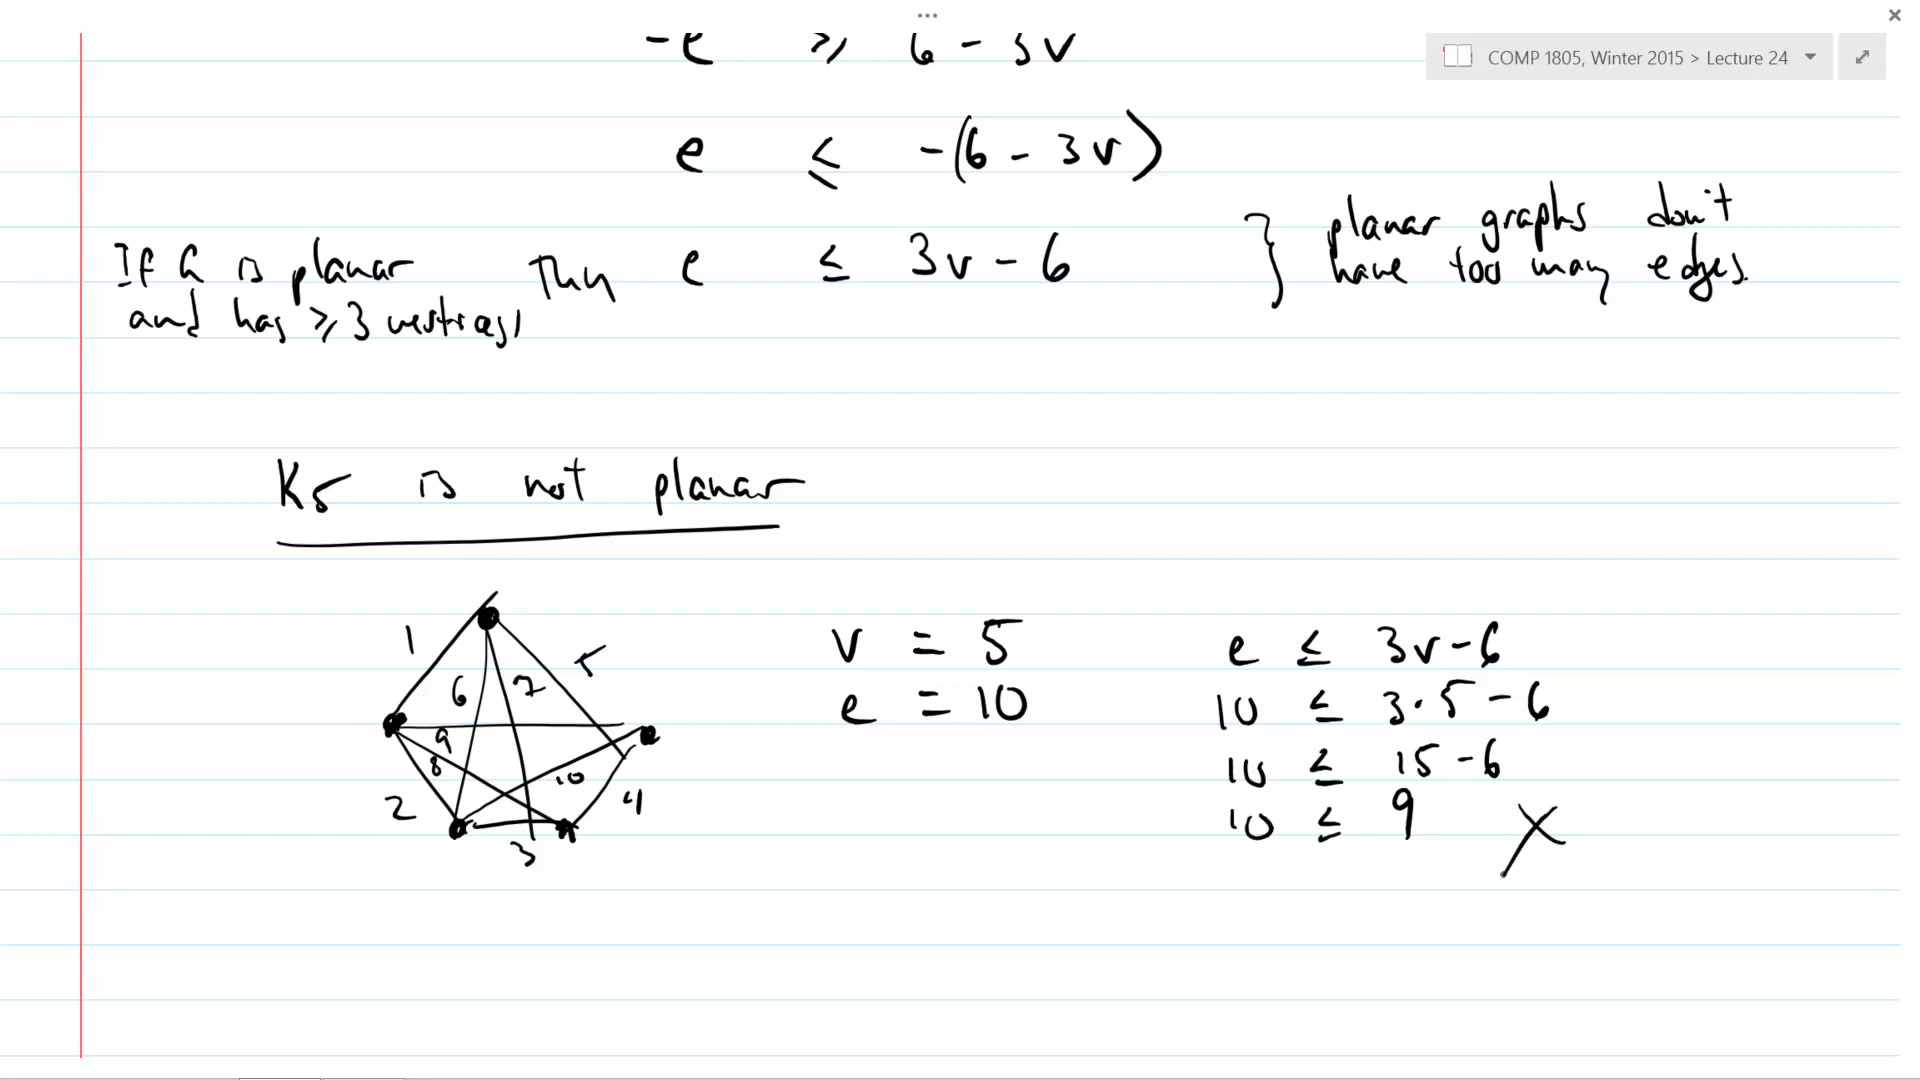 -e ≥ 6 - 3v
COMP 1805, Winter 2015 > Lecture 24
e ≤ -(6 - 3v)
If G is planar
and has ≥ 3 vertices,
then e ≤ 3v - 6
} planar graphs don't
have too many edges.
K5 is not planar
1
5
6
7
9
8
10
2
4
3
v = 5
e = 10
e ≤ 3v - 6
10 ≤ 3·5 - 6
10 ≤ 15 - 6
10 ≤ 9 X